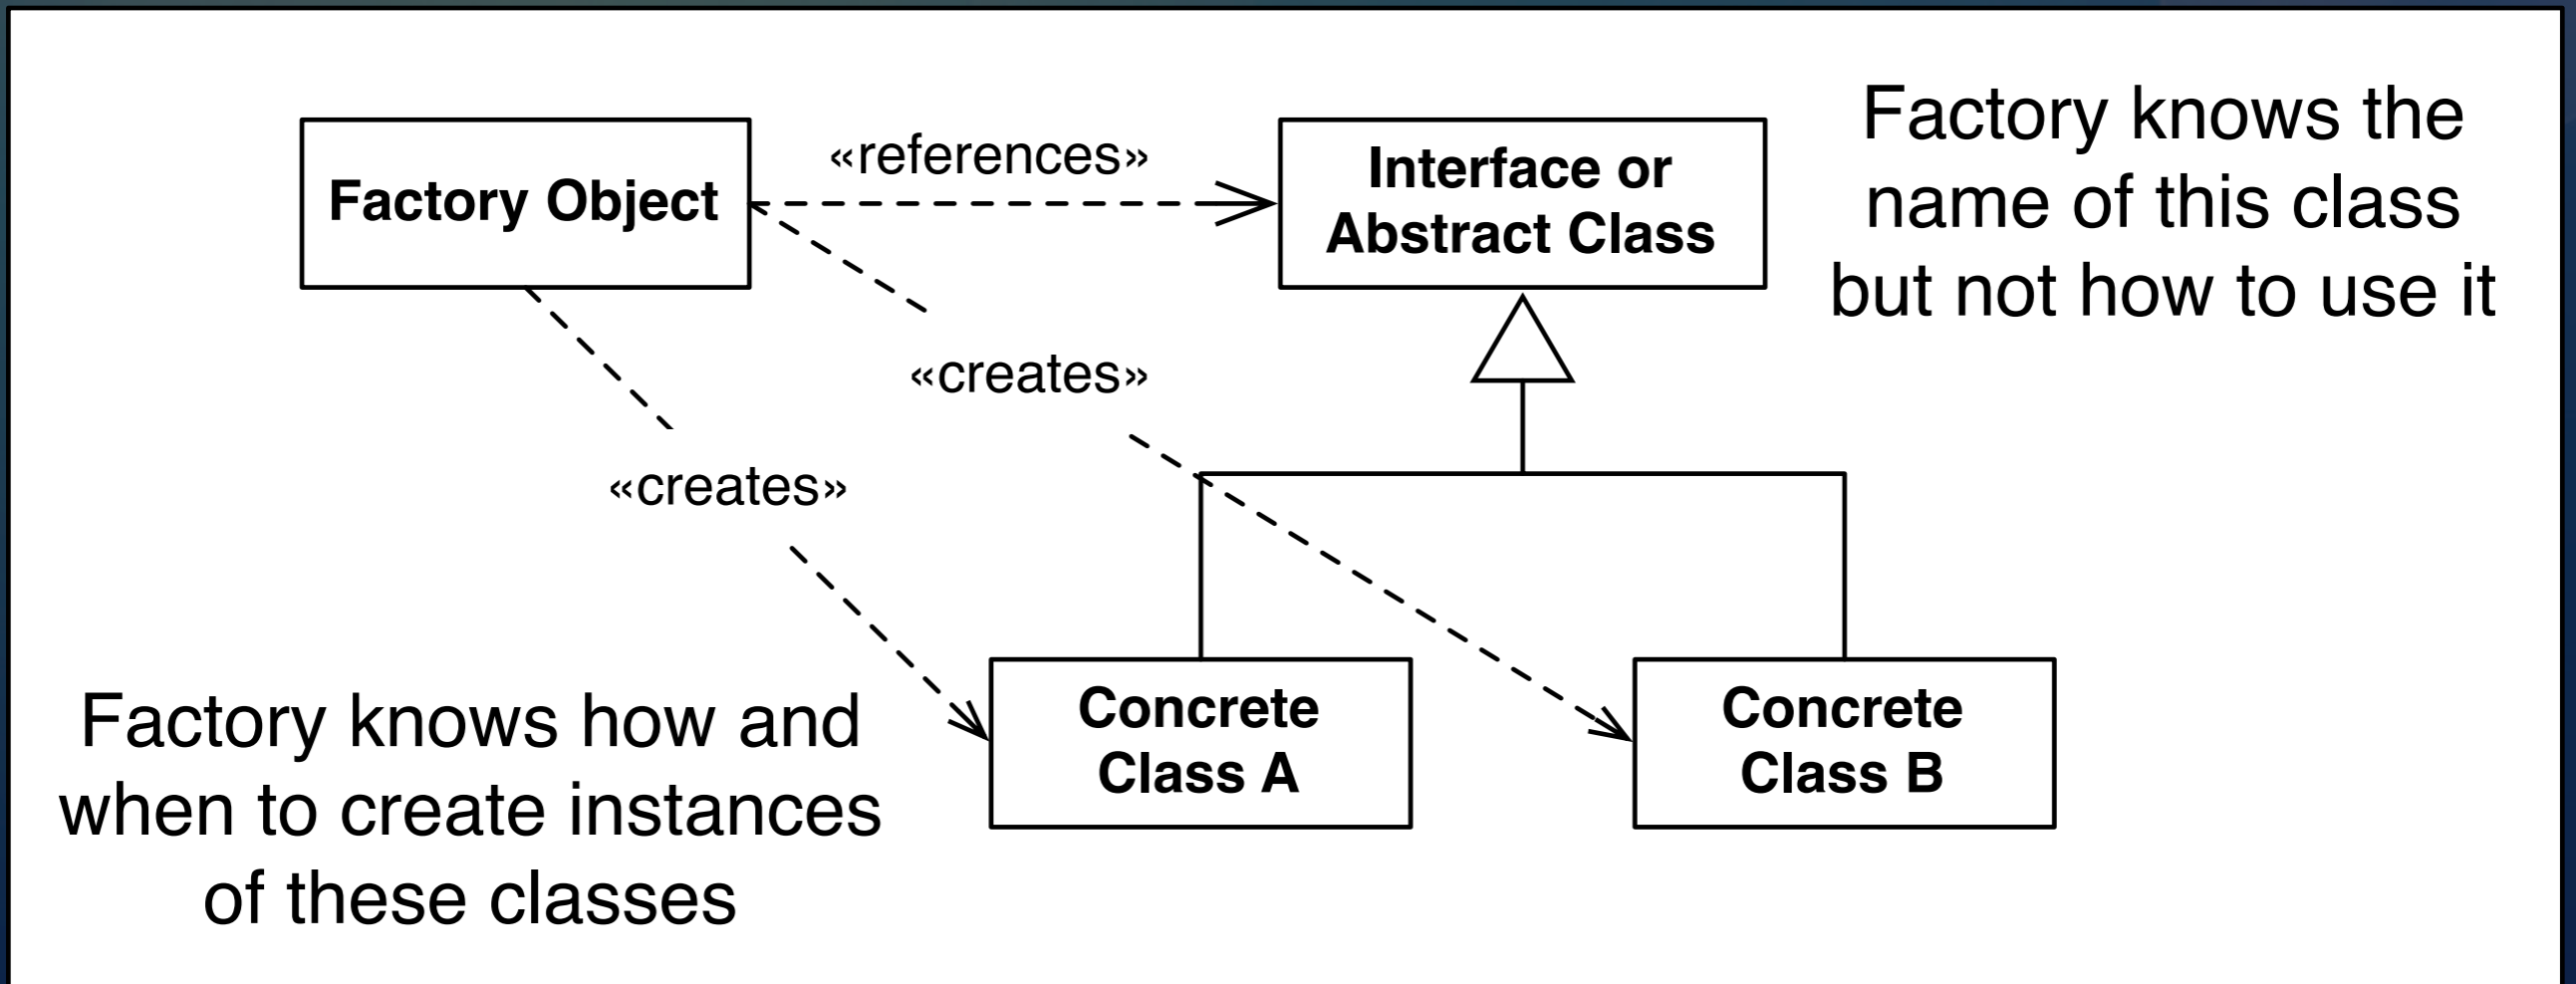 Factory Object
«references»
Interface or
Abstract Class
Factory knows the
name of this class
but not how to use it
«creates»
«creates»
Factory knows how and
when to create instances
of these classes
Concrete
Class A
Concrete
Class B